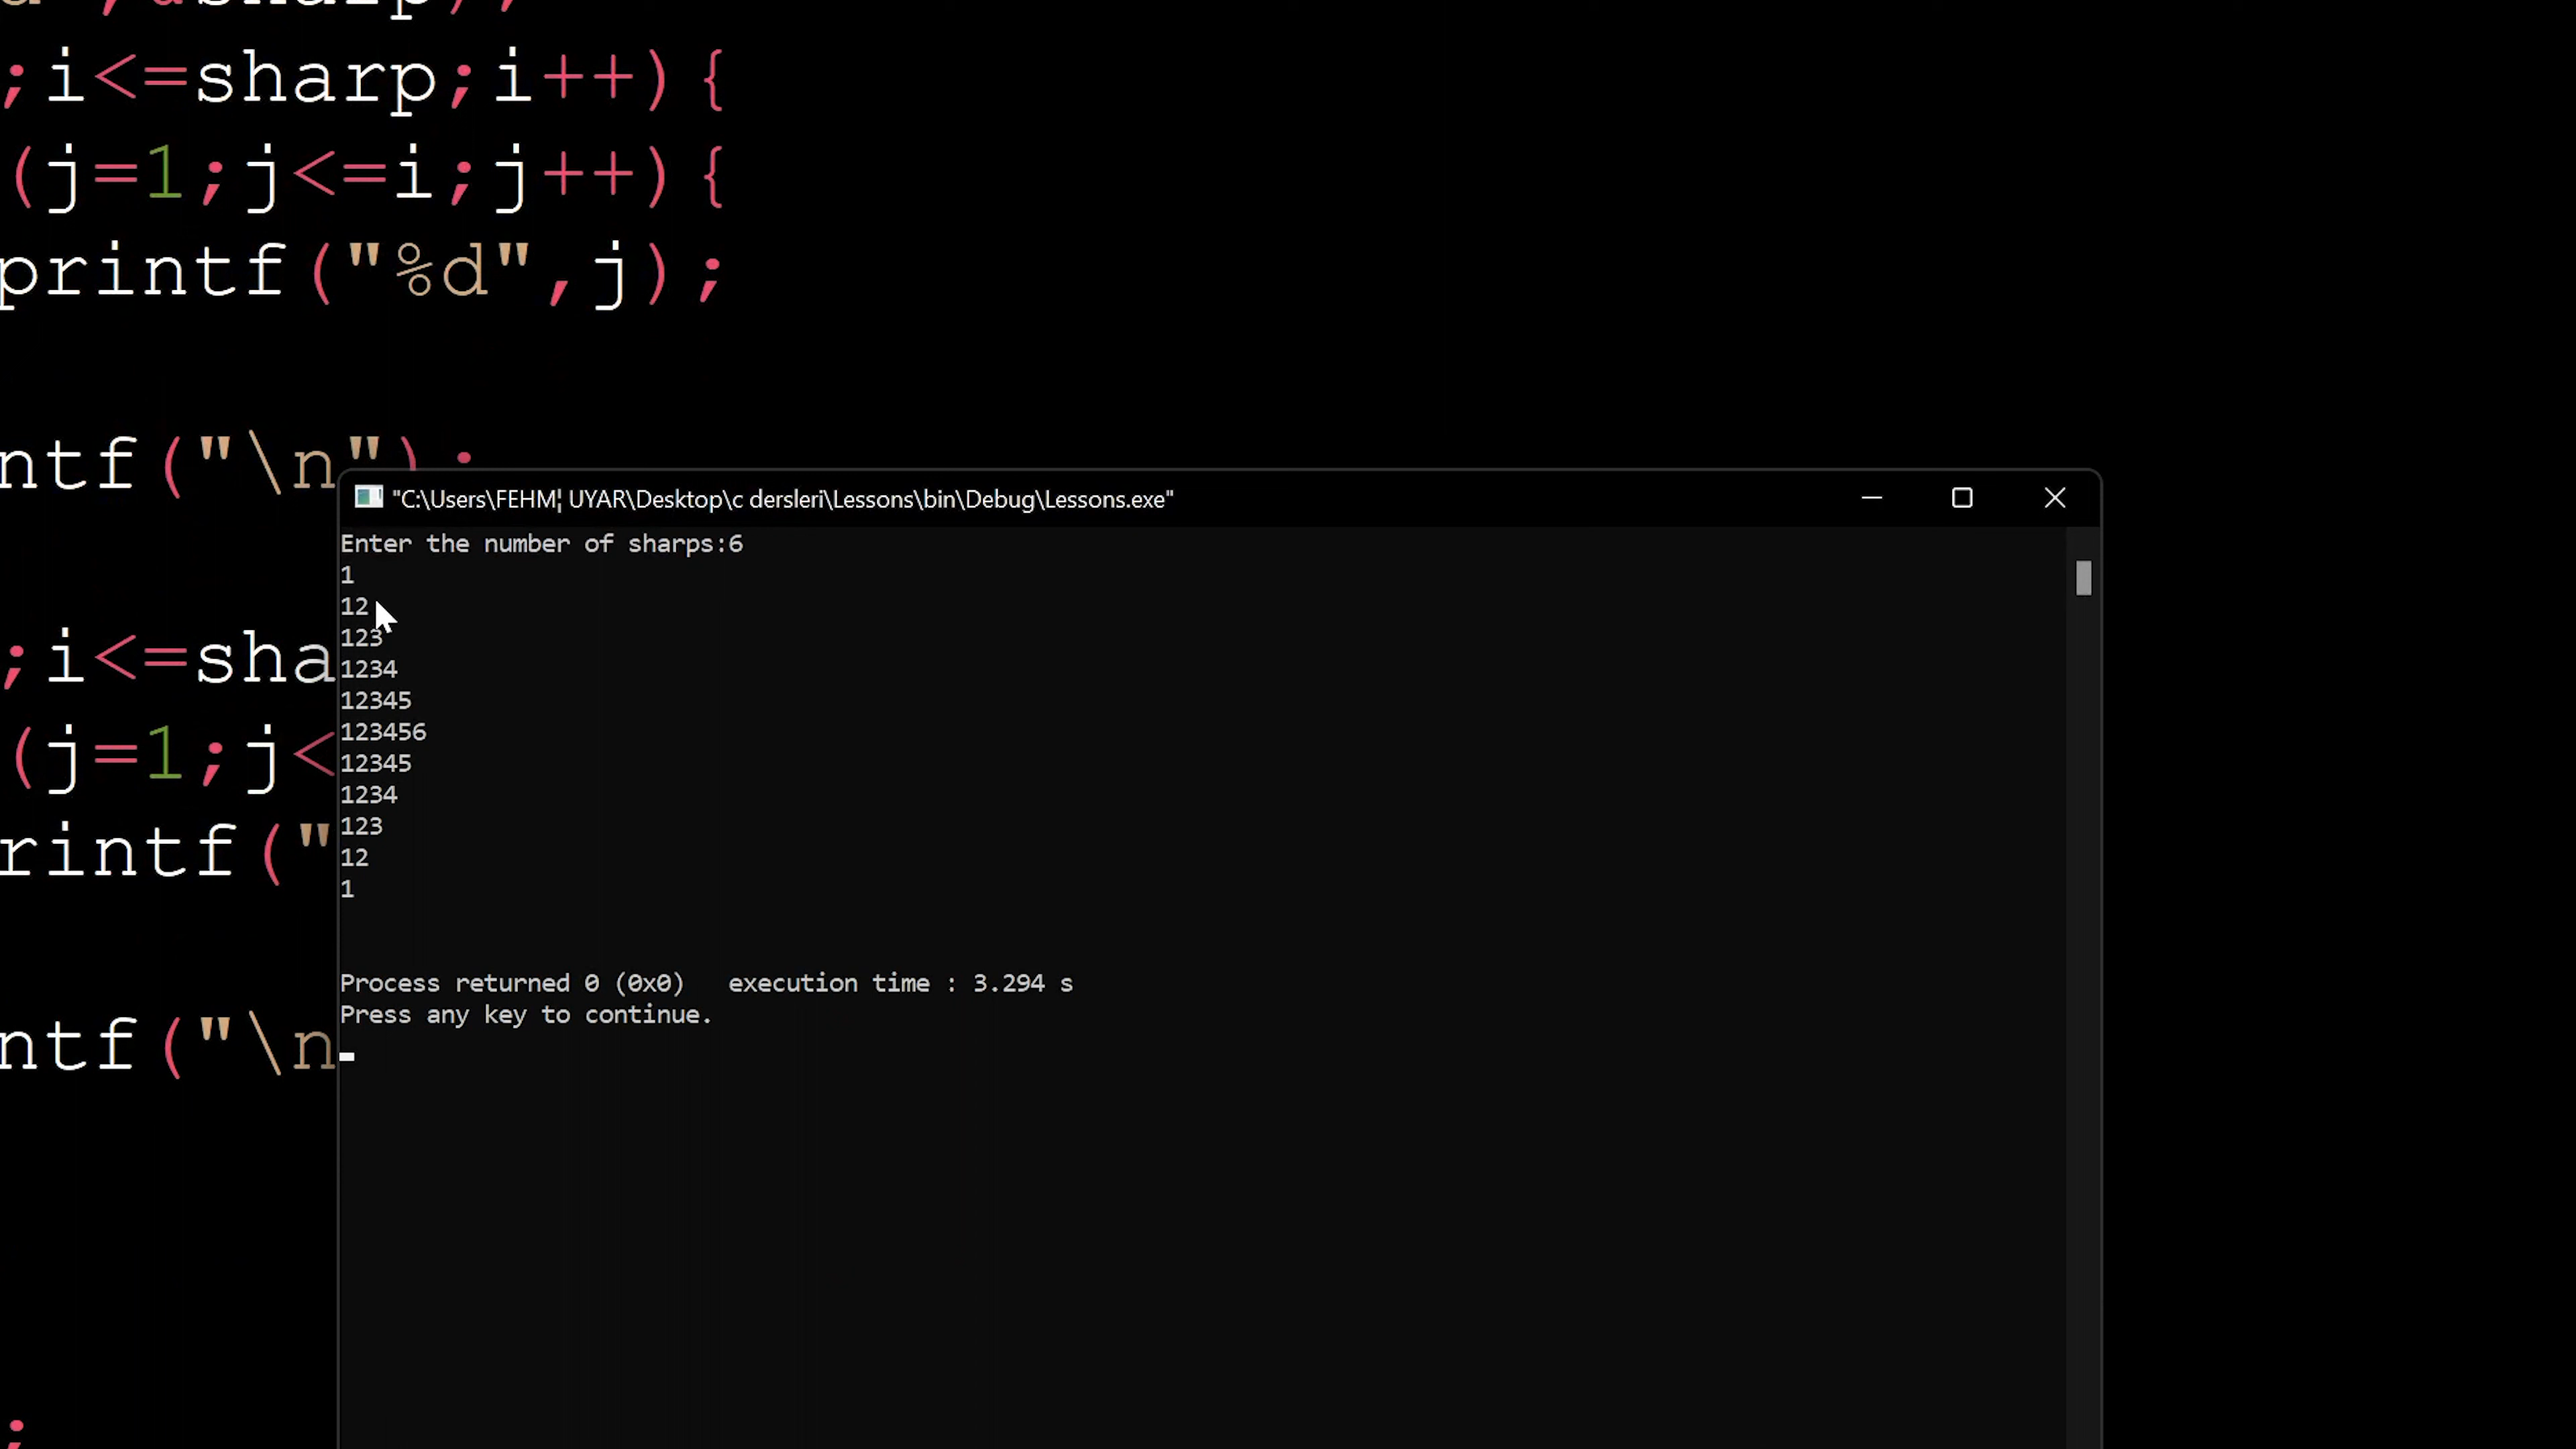 ;i<=sharp;i++){
(j=1;j<=i;j++){
printf("%d",j);
ntf("\n");
"C:\Users\FEHM¦ UYAR\Desktop\c dersleri\Lessons\bin\Debug\Lessons.exe"
Enter the number of sharps:6
1
12
123
1234
12345
123456
12345
1234
123
12
1
Process returned 0 (0x0)   execution time : 3.294 s
Press any key to continue.
;i<=sha
(j=1;j<
rintf("
ntf("\n
;